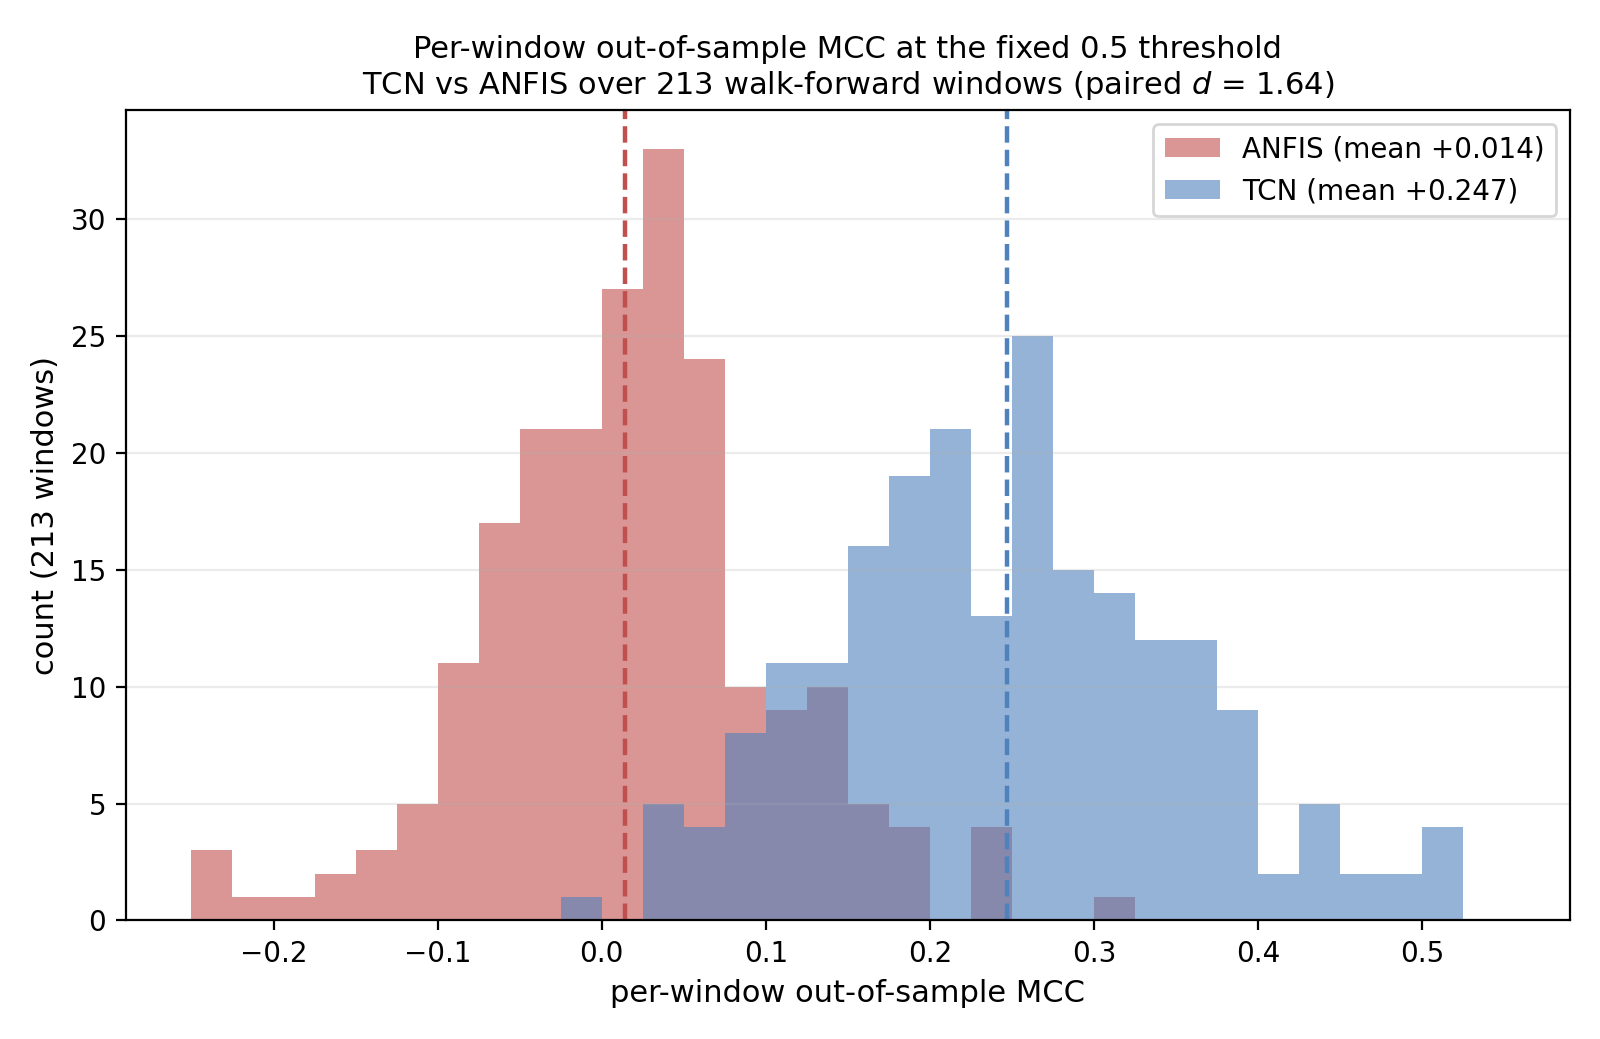 Per-window out-of-sample MCC at the fixed 0.5 threshold
TCN vs ANFIS over 213 walk-forward windows (paired d = 1.64)
ANFIS (mean +0.014)
TCN (mean +0.247)
count (213 windows)
30
25
20
15
10
5
0
−0.2
−0.1
0.0
0.1
0.2
0.3
0.4
0.5
per-window out-of-sample MCC